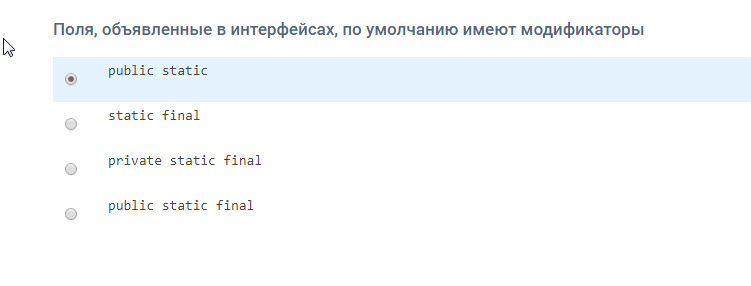 Поля, объявленные в интерфейсах, по умолчанию имеют модификаторы
public static
static final
private static final
public static final